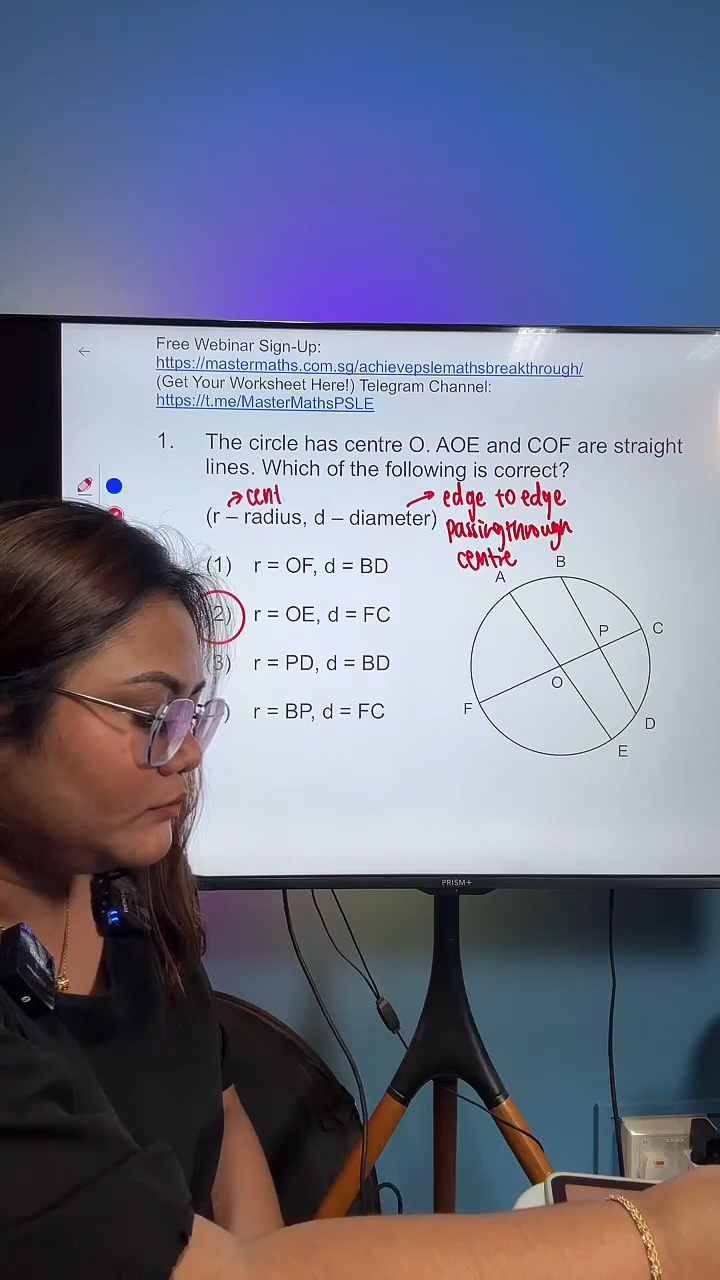 Free Webinar Sign-Up:
https://mastermaths.com.sg/achievepslemathsbreakthrough/
(Get Your Worksheet Here!) Telegram Channel:
https://t.me/MasterMathsPSLE
1. The circle has centre O. AOE and COF are straight
lines. Which of the following is correct?
→ cent → edge to edge
(r – radius, d – diameter) passing through
centre
(1) r = OF, d = BD
2) r = OE, d = FC
3) r = PD, d = BD
) r = BP, d = FC
B
A
P
C
O
F
D
E
PRISM+